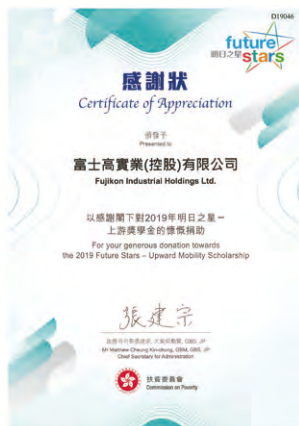 D19046
future
明日之星 stars
感謝狀
Certificate of Appreciation
頒發予
Presented to
富士高實業(控股)有限公司
Fujikon Industrial Holdings Ltd.
以感謝閣下對2019年明日之星－
上游獎學金的慷慨捐助
For your generous donation towards
the 2019 Future Stars – Upward Mobility Scholarship
張建宗
Mr Matthew Cheung Kin-chung, GBM, GBS, JP
Chief Secretary for Administration
扶貧委員會
Commission on Poverty